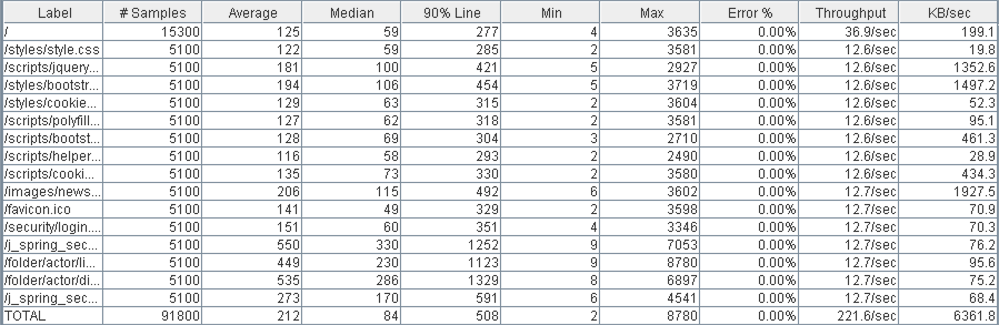 Label # Samples Average Median 90% Line Min Max Error % Throughput KB/sec
/ 15300 125 59 277 4 3635 0.00% 36.9/sec 199.1
/styles/style.css 5100 122 59 285 2 3581 0.00% 12.6/sec 19.8
/scripts/jquery... 5100 181 100 421 5 2927 0.00% 12.6/sec 1352.6
/styles/bootstr... 5100 194 106 454 5 3719 0.00% 12.6/sec 1497.2
/styles/cookie... 5100 129 63 315 2 3604 0.00% 12.6/sec 52.3
/scripts/polyfill... 5100 127 62 318 2 3581 0.00% 12.6/sec 95.1
/scripts/bootst... 5100 128 69 304 3 2710 0.00% 12.6/sec 461.3
/scripts/helper... 5100 116 58 293 2 2490 0.00% 12.6/sec 28.9
/scripts/cooki... 5100 135 73 330 2 3580 0.00% 12.6/sec 434.3
/images/news... 5100 206 115 492 6 3602 0.00% 12.7/sec 1927.5
/favicon.ico 5100 141 49 329 2 3598 0.00% 12.7/sec 70.9
/security/login.... 5100 151 60 351 4 3346 0.00% 12.7/sec 70.3
/j_spring_sec... 5100 550 330 1252 9 7053 0.00% 12.7/sec 76.2
/folder/actor/li... 5100 449 230 1123 9 8780 0.00% 12.7/sec 95.6
/folder/actor/di... 5100 535 286 1329 8 6897 0.00% 12.7/sec 75.2
/j_spring_sec... 5100 273 170 591 6 4541 0.00% 12.7/sec 68.4
TOTAL 91800 212 84 508 2 8780 0.00% 221.6/sec 6361.8